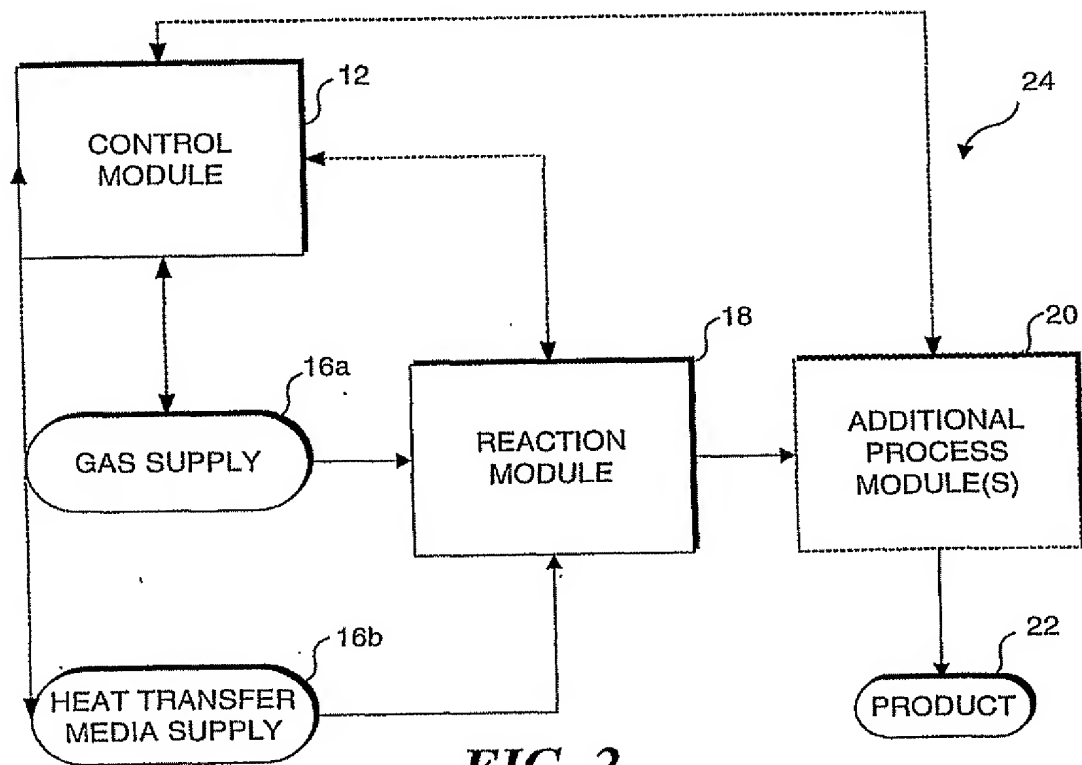 12
24
CONTROL
MODULE
18
20
16a
GAS SUPPLY
REACTION
MODULE
ADDITIONAL
PROCESS
MODULE(S)
16b
22
HEAT TRANSFER
MEDIA SUPPLY
PRODUCT